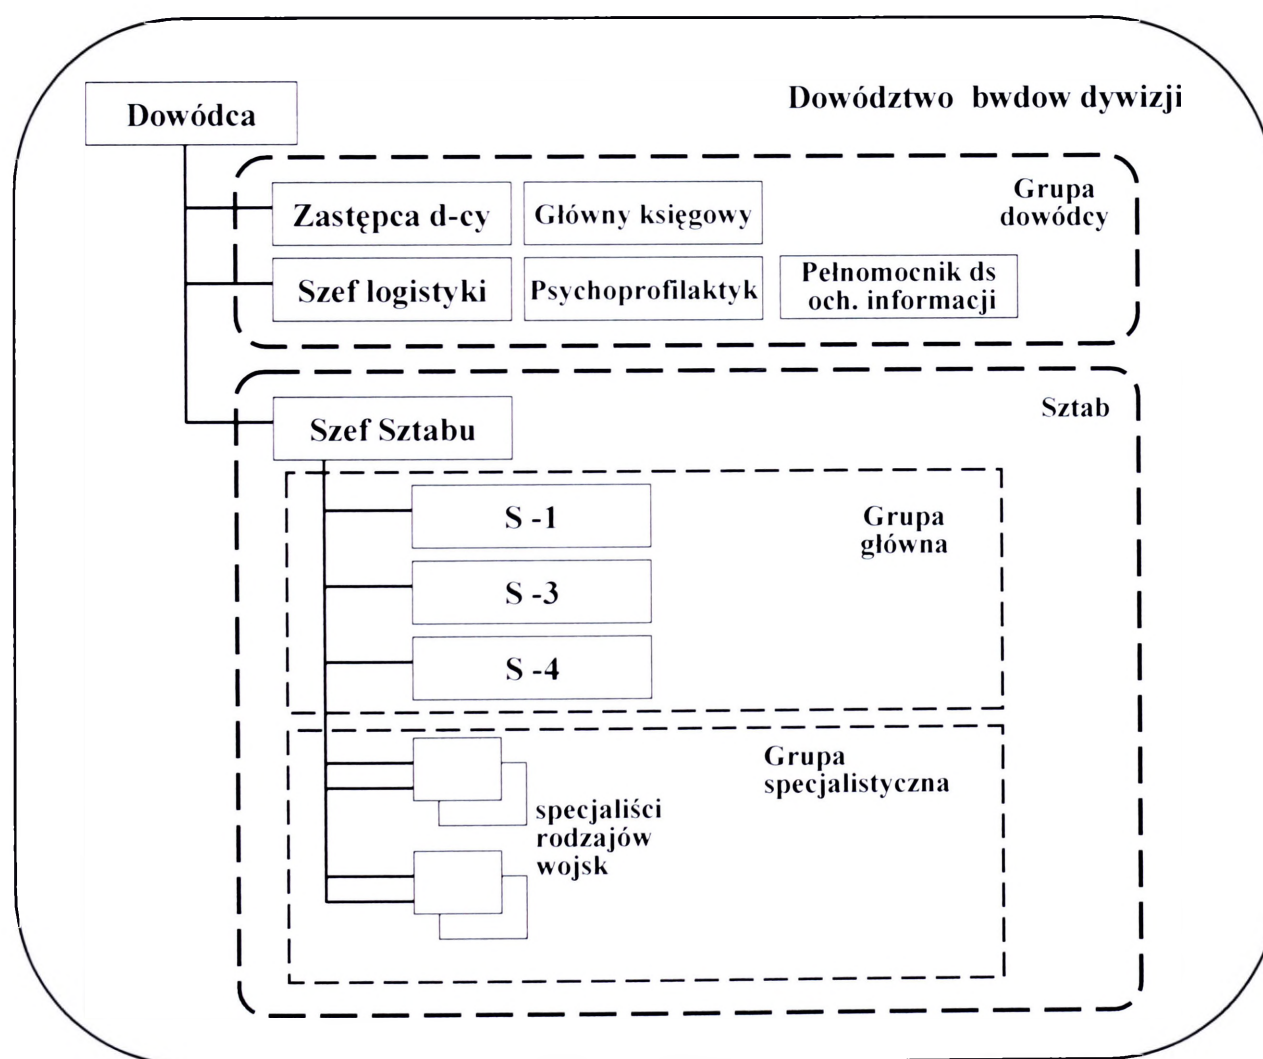 Dowództwo bwdow dywizji
Dowódca
Grupa
dowódcy
Zastępca d-cy
Główny księgowy
Szef logistyki
Psychoprofilaktyk
Pełnomocnik ds
och. informacji
Sztab
Szef Sztabu
Grupa
główna
S -1
S -3
S -4
Grupa
specjalistyczna
specjaliści
rodzajów
wojsk